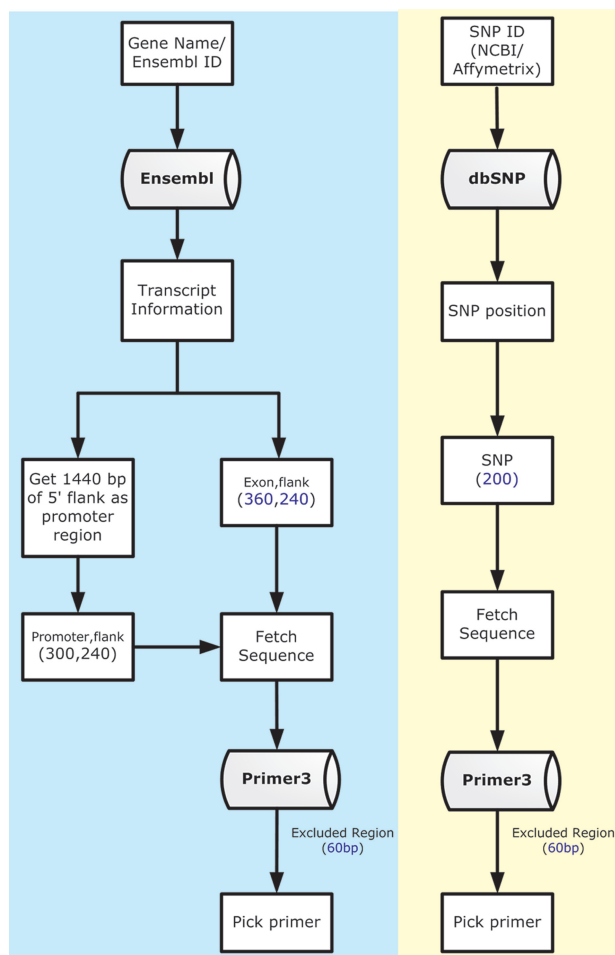 Gene Name/
Ensembl ID
Ensembl
Transcript
Information
Get 1440 bp
of 5' flank as
promoter
region
Exon,flank
(360,240)
Promoter,flank
(300,240)
Fetch
Sequence
Primer3
Excluded Region
(60bp)
Pick primer
SNP ID
(NCBI/
Affymetrix)
dbSNP
SNP position
SNP
(200)
Fetch
Sequence
Primer3
Excluded Region
(60bp)
Pick primer